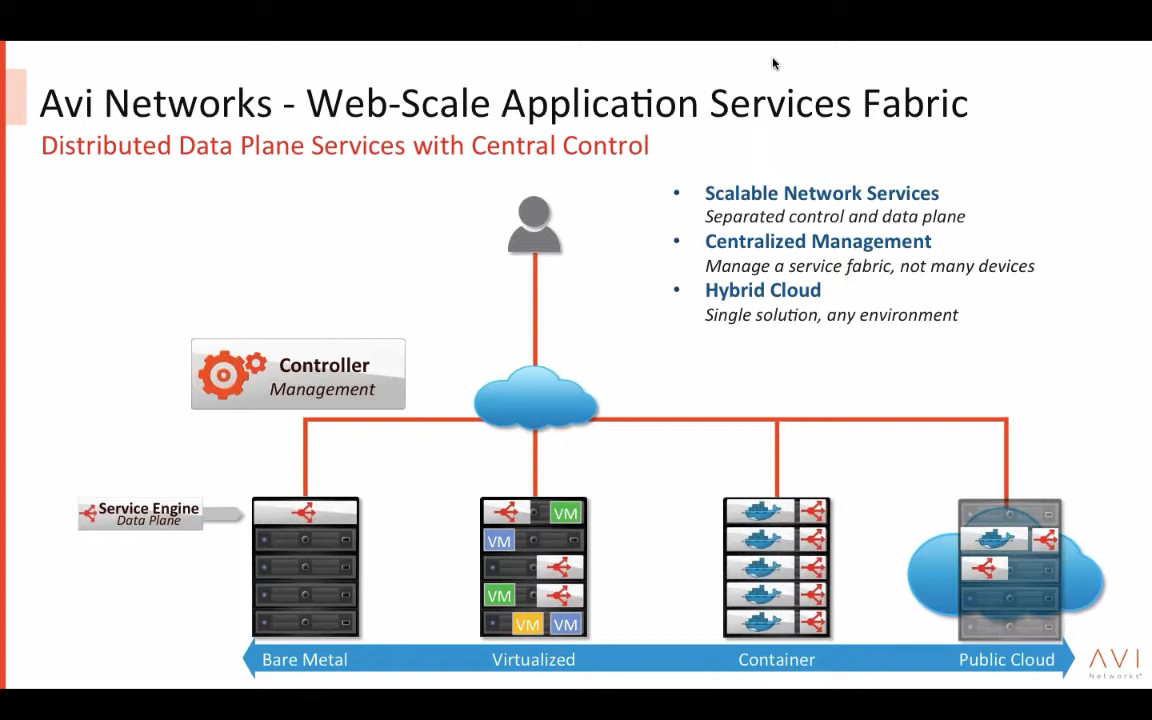 Avi Networks - Web-Scale Application Services Fabric
Distributed Data Plane Services with Central Control
• Scalable Network Services
Separated control and data plane
• Centralized Management
Manage a service fabric, not many devices
• Hybrid Cloud
Single solution, any environment
Controller
Management
Service Engine
Data Plane
VM
VM
VM
VM VM
Bare Metal
Virtualized
Container
Public Cloud
AVI
Networks®